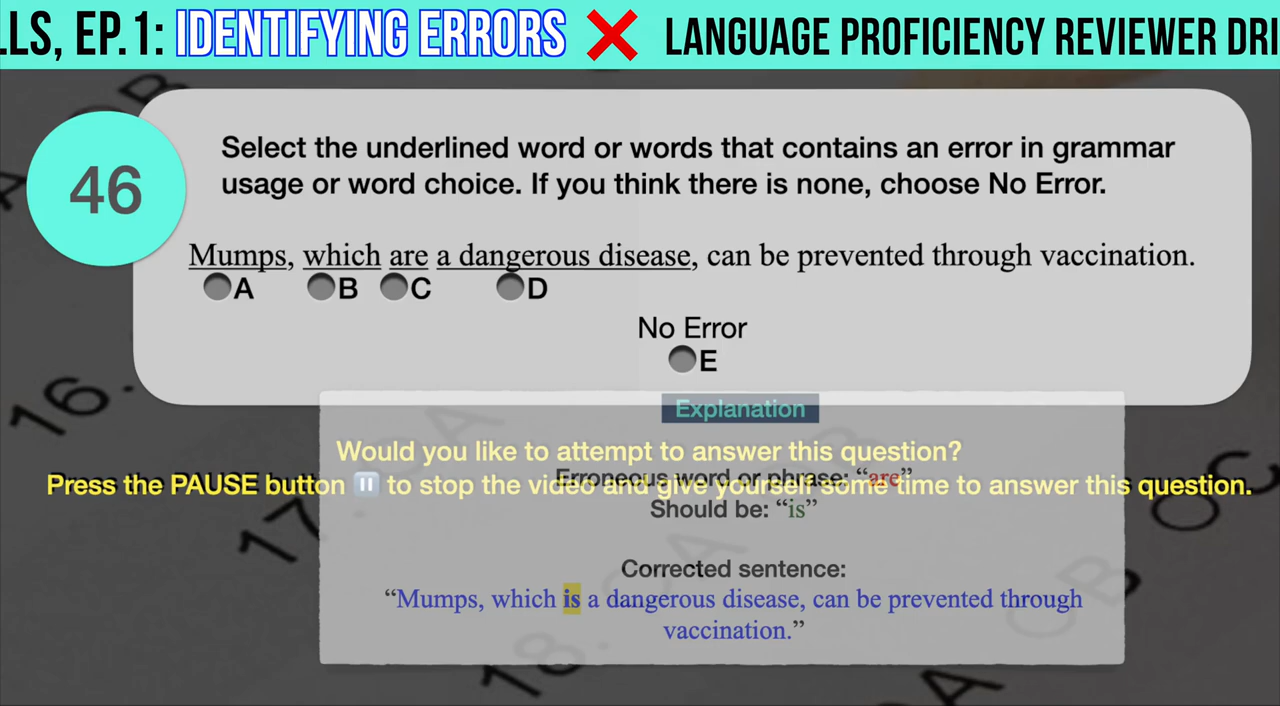 LLS, EP.1: IDENTIFYING ERRORS ❌ LANGUAGE PROFICIENCY REVIEWER DRI
46
Select the underlined word or words that contains an error in grammar
usage or word choice. If you think there is none, choose No Error.
Mumps, which are a dangerous disease, can be prevented through vaccination.
A B C D
No Error
E
Explanation
Would you like to attempt to answer this question?
Erroneous word or phrase: “are”
Press the PAUSE button ⏸ to stop the video and give yourself some time to answer this question.
Should be: “is”
Corrected sentence:
“Mumps, which is a dangerous disease, can be prevented through
vaccination.”
16.
17.
18.